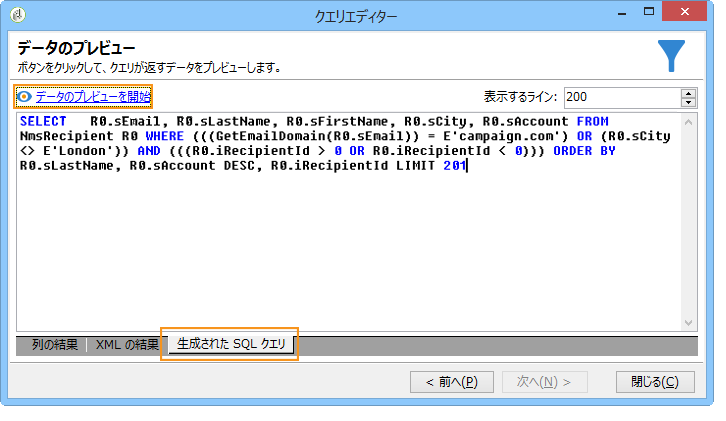 クエリエディター
データのプレビュー
ボタンをクリックして、クエリが返すデータをプレビューします。
データのプレビューを開始 表示するライン: 200
SELECT R0.sEmail, R0.sLastName, R0.sFirstName, R0.sCity, R0.sAccount FROM
NmsRecipient R0 WHERE (((GetEmailDomain(R0.sEmail)) = E'campaign.com') OR (R0.sCity
<> E'London')) AND (((R0.iRecipientId > 0 OR R0.iRecipientId < 0))) ORDER BY
R0.sLastName, R0.sAccount DESC, R0.iRecipientId LIMIT 201
列の結果 XML の結果 生成された SQL クエリ
< 前へ(P) 次へ(N) > 閉じる(C)